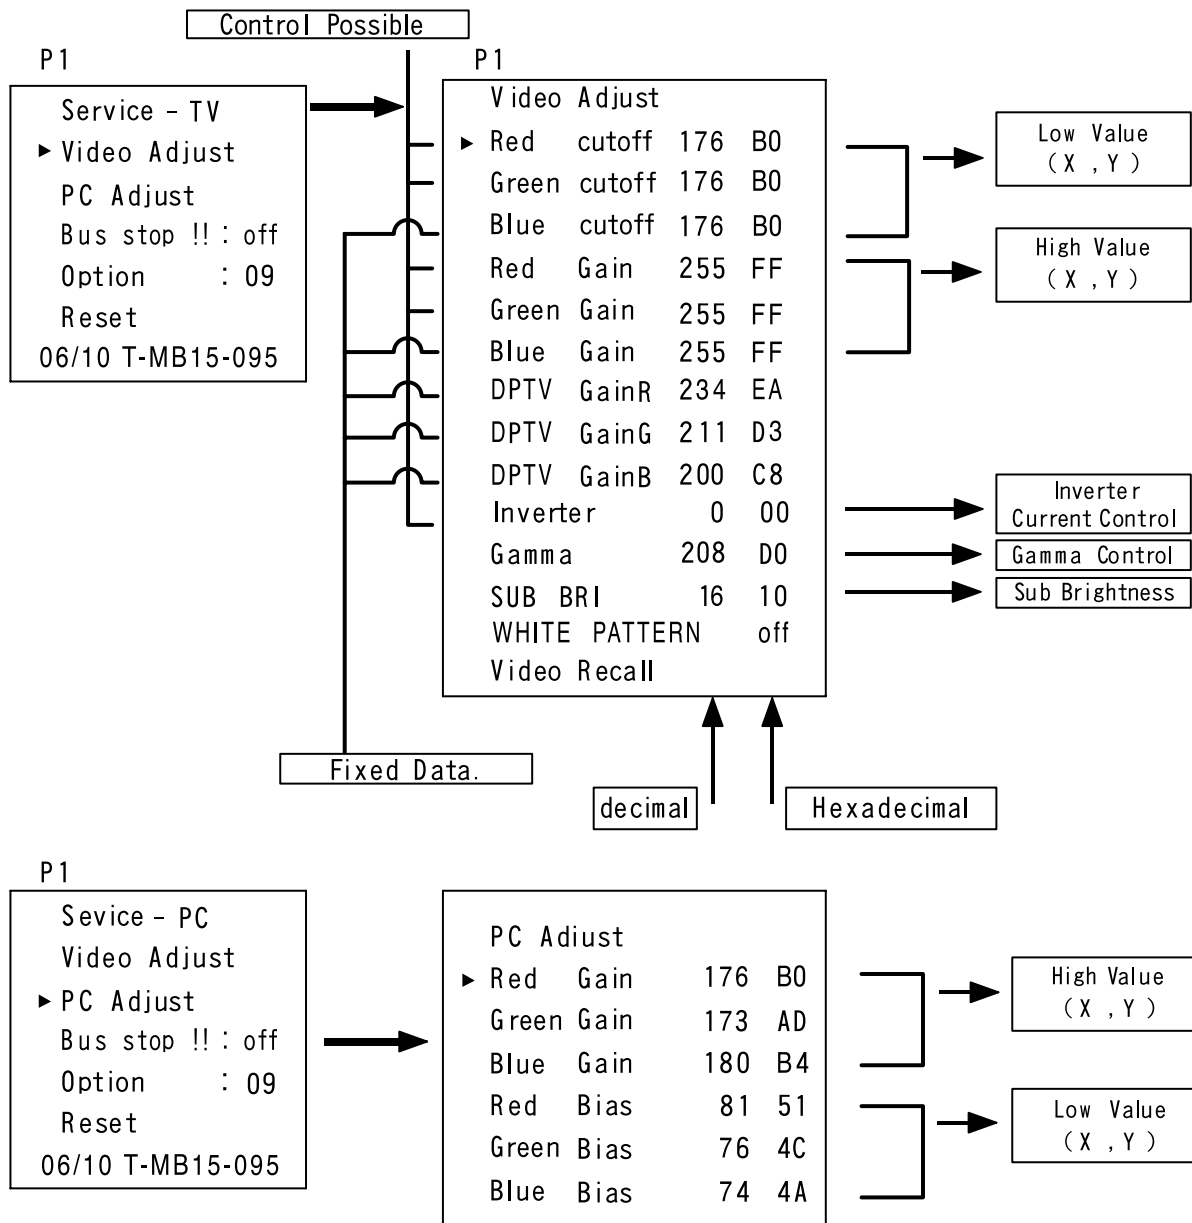 Control Possible
P1
Service - TV
▶ Video Adjust
PC Adjust
Bus stop !! : off
Option : 09
Reset
06/10 T-MB15-095
P1
Video Adjust
▶ Red cutoff 176 B0
Green cutoff 176 B0
Blue cutoff 176 B0
Red Gain 255 FF
Green Gain 255 FF
Blue Gain 255 FF
DPTV GainR 234 EA
DPTV GainG 211 D3
DPTV GainB 200 C8
Inverter 0 00
Gamma 208 D0
SUB BRI 16 10
WHITE PATTERN off
Video Recall
Low Value
( X , Y )
High Value
( X , Y )
Inverter
Current Control
Gamma Control
Sub Brightness
Fixed Data.
decimal
Hexadecimal
P1
Sevice - PC
Video Adjust
▶ PC Adjust
Bus stop !! : off
Option : 09
Reset
06/10 T-MB15-095
PC Adjust
▶ Red Gain 176 B0
Green Gain 173 AD
Blue Gain 180 B4
Red Bias 81 51
Green Bias 76 4C
Blue Bias 74 4A
High Value
( X , Y )
Low Value
( X , Y )